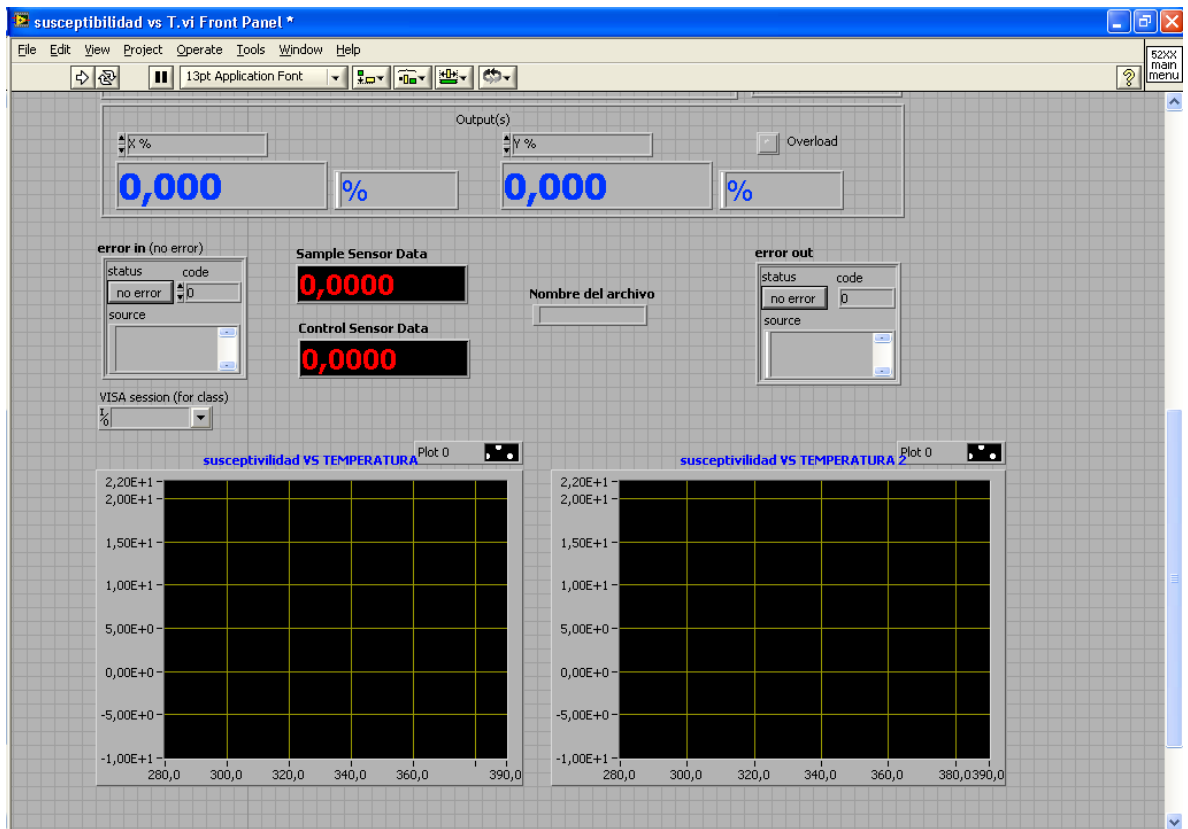 susceptibilidad vs T.vi Front Panel *
File Edit View Project Operate Tools Window Help
13pt Application Font
52XX
main
menu
Output(s)
X %
Y %
Overload
0,000
%
0,000
%
error in (no error)
status code
no error 0
source
Sample Sensor Data
0,0000
Control Sensor Data
0,0000
Nombre del archivo
error out
status code
no error 0
source
VISA session (for class)
I/O
susceptivilidad VS TEMPERATURA
Plot 0
2,20E+1
2,00E+1
1,50E+1
1,00E+1
5,00E+0
0,00E+0
-5,00E+0
-1,00E+1
280,0 300,0 320,0 340,0 360,0 390,0
susceptivilidad VS TEMPERATURA 2
Plot 0
2,20E+1
2,00E+1
1,50E+1
1,00E+1
5,00E+0
0,00E+0
-5,00E+0
-1,00E+1
280,0 300,0 320,0 340,0 360,0 380,0390,0